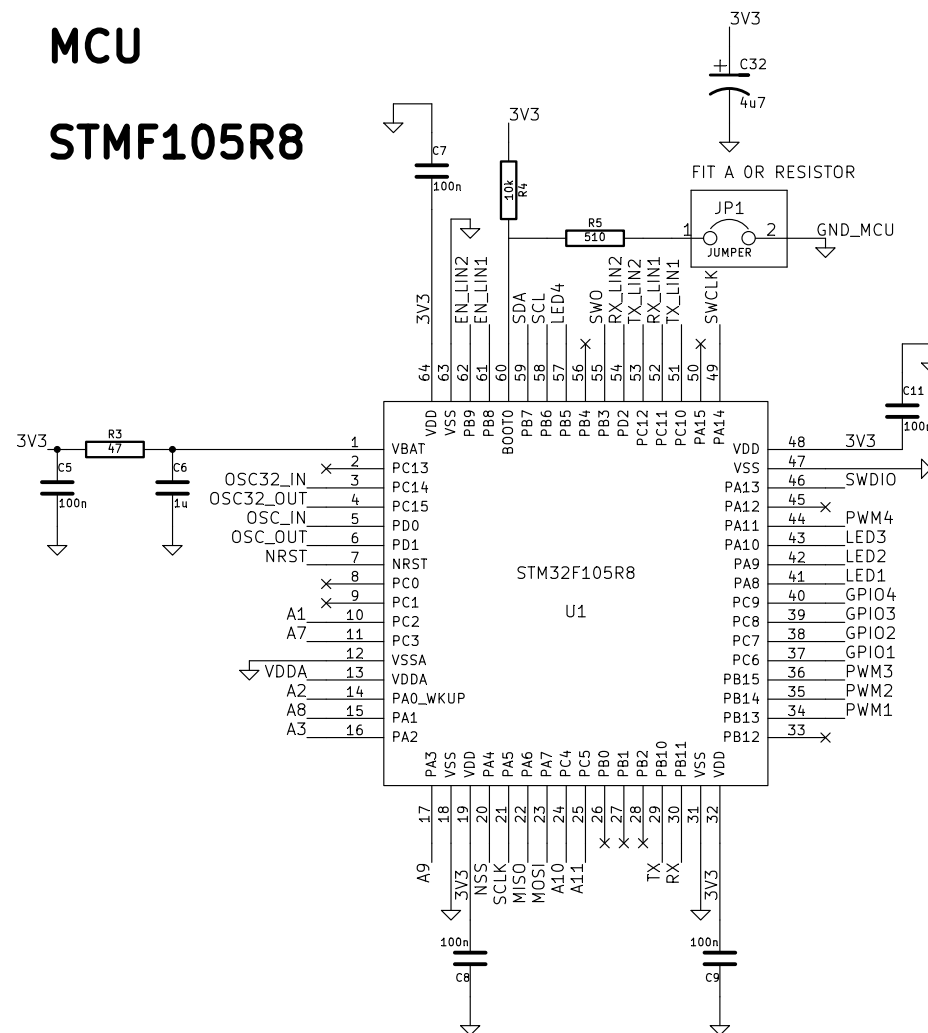 MCU
STMF105R8
3V3
C32
4u7
C7
100n
3V3
10k
R4
FIT A 0R RESISTOR
JP1
R5
510
1
2
JUMPER
GND_MCU
3V3
EN_LIN2
EN_LIN1
SDA
SCL
LED4
SWO
RX_LIN2
TX_LIN2
RX_LIN1
TX_LIN1
SWCLK
64
63
62
61
60
59
58
57
56
55
54
53
52
51
50
49
VDD
VSS
PB9
PB8
BOOT0
PB7
PB6
PB5
PB4
PB3
PD2
PC12
PC11
PC10
PA15
PA14
C11
100n
3V3
R3
47
C5
100n
C6
1u
1 VBAT
2 PC13
OSC32_IN 3 PC14
OSC32_OUT 4 PC15
OSC_IN 5 PD0
OSC_OUT 6 PD1
NRST 7 NRST
8 PC0
9 PC1
A1 10 PC2
A7 11 PC3
12 VSSA
VDDA 13 VDDA
A2 14 PA0_WKUP
A8 15 PA1
A3 16 PA2
STM32F105R8
U1
VDD 48 3V3
VSS 47
PA13 46 SWDIO
PA12 45
PA11 44 PWM4
PA10 43 LED3
PA9 42 LED2
PA8 41 LED1
PC9 40 GPIO4
PC8 39 GPIO3
PC7 38 GPIO2
PC6 37 GPIO1
PB15 36 PWM3
PB14 35 PWM2
PB13 34 PWM1
PB12 33
PA3
VSS
VDD
PA4
PA5
PA6
PA7
PC4
PC5
PB0
PB1
PB2
PB10
PB11
VSS
VDD
17
18
19
20
21
22
23
24
25
26
27
28
29
30
31
32
A9
3V3
NSS
SCLK
MISO
MOSI
A10
A11
TX
RX
3V3
100n
C8
100n
C9